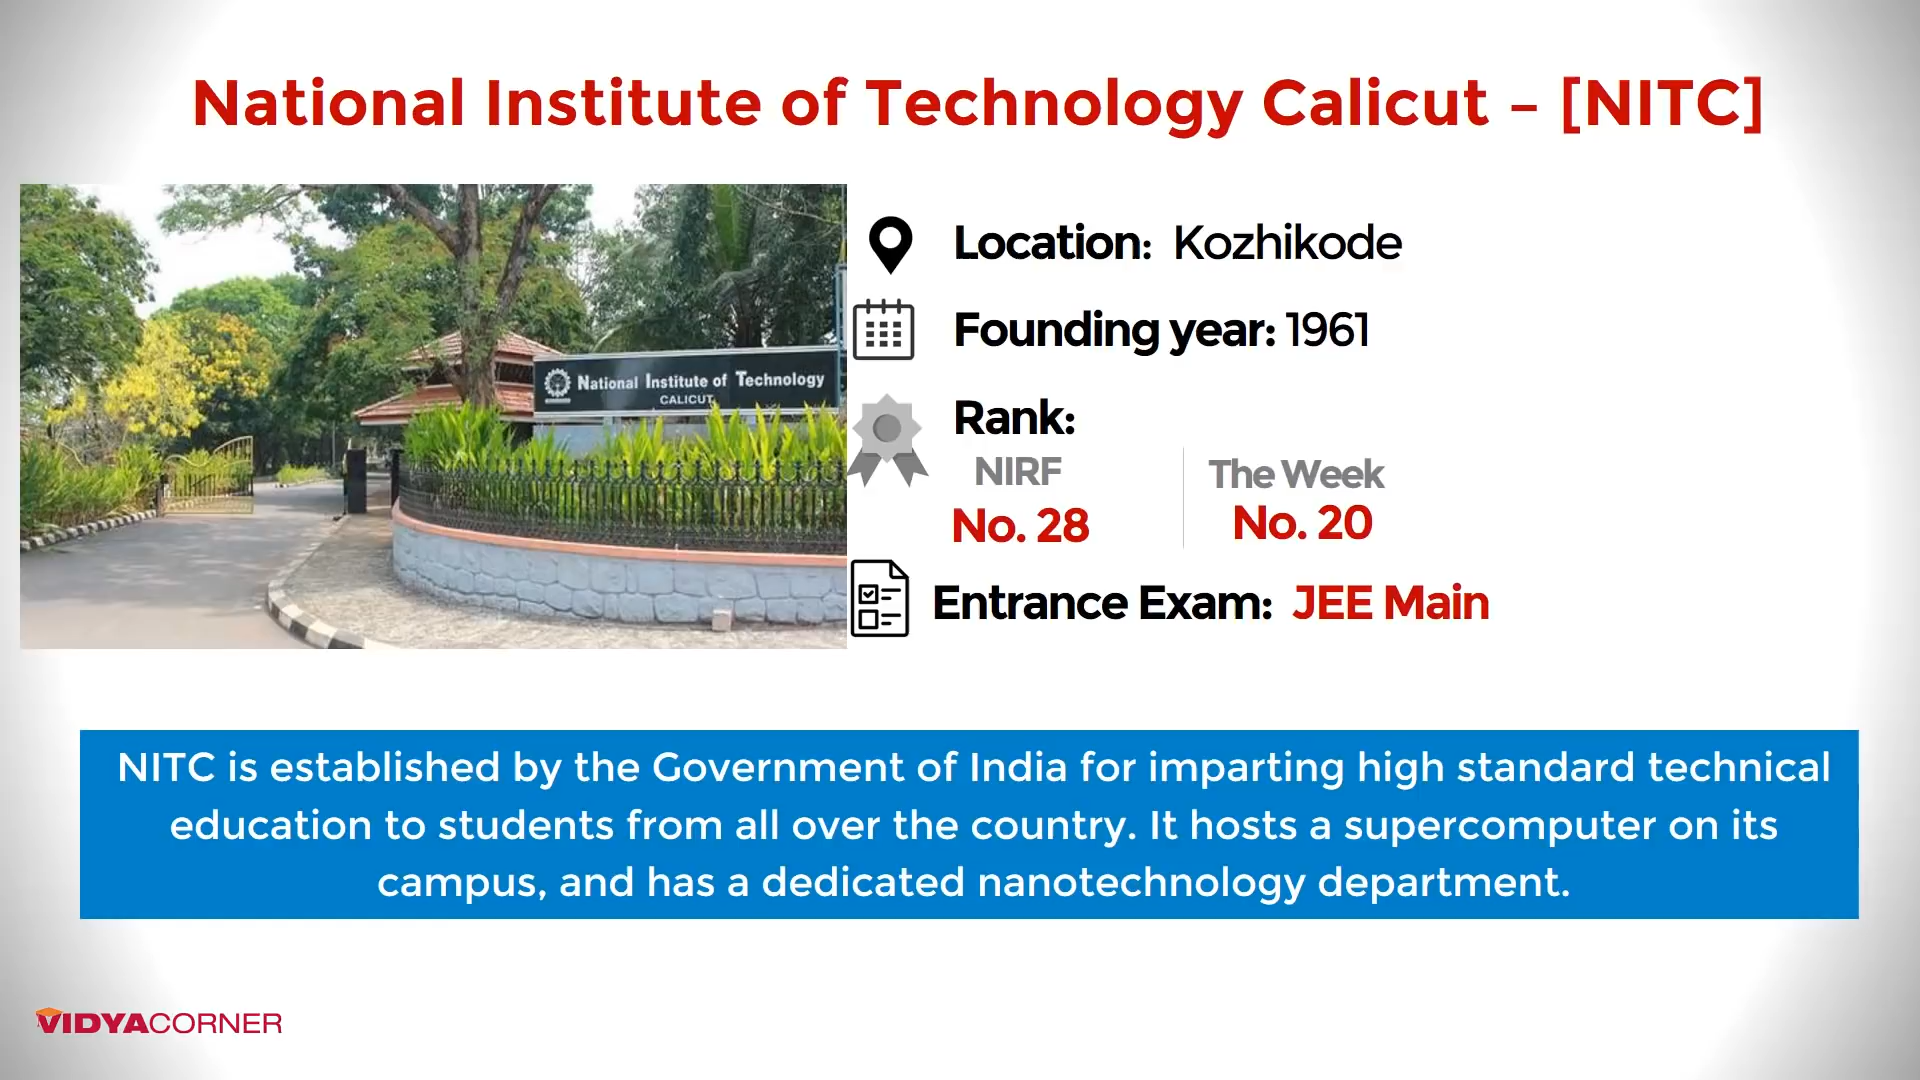 National Institute of Technology Calicut – [NITC]
National Institute of Technology
CALICUT
Location: Kozhikode
Founding year: 1961
Rank:
NIRF
No. 28
The Week
No. 20
Entrance Exam: JEE Main
NITC is established by the Government of India for imparting high standard technical
education to students from all over the country. It hosts a supercomputer on its
campus, and has a dedicated nanotechnology department.
VIDYACORNER